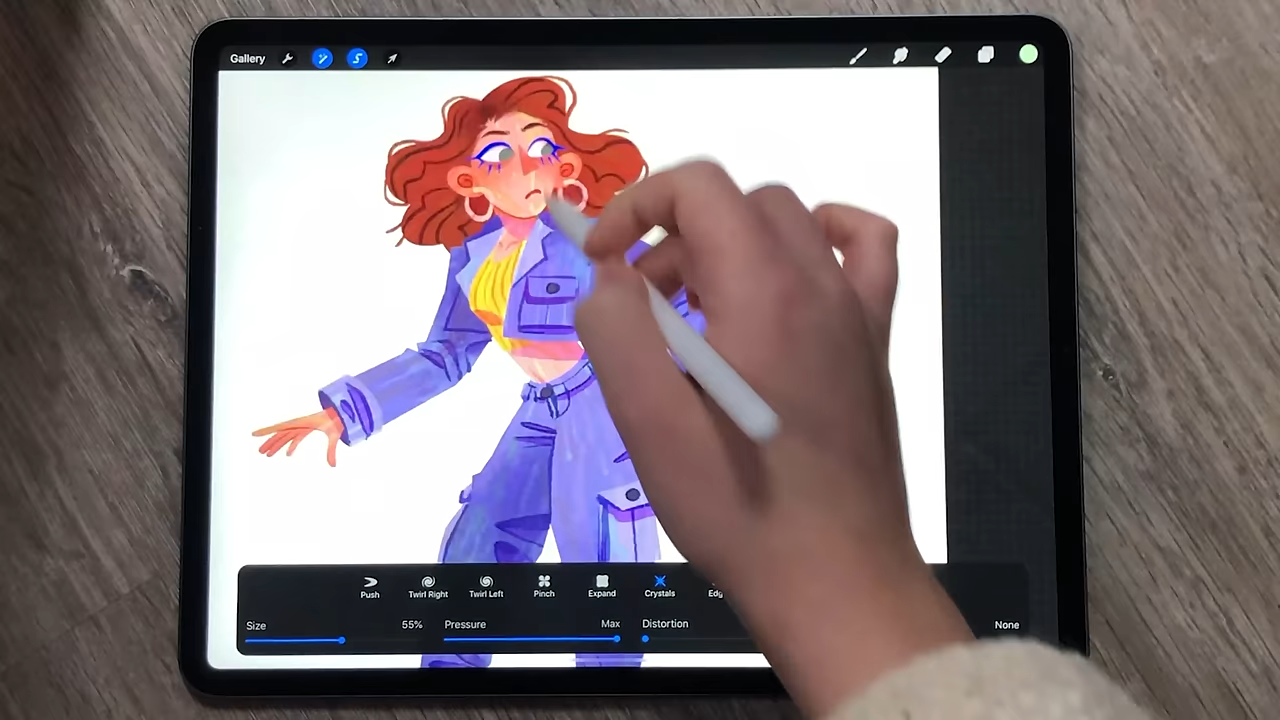 Gallery
Push Twirl Right Twirl Left Pinch Expand Crystals
Size 55% Pressure Max Distortion None